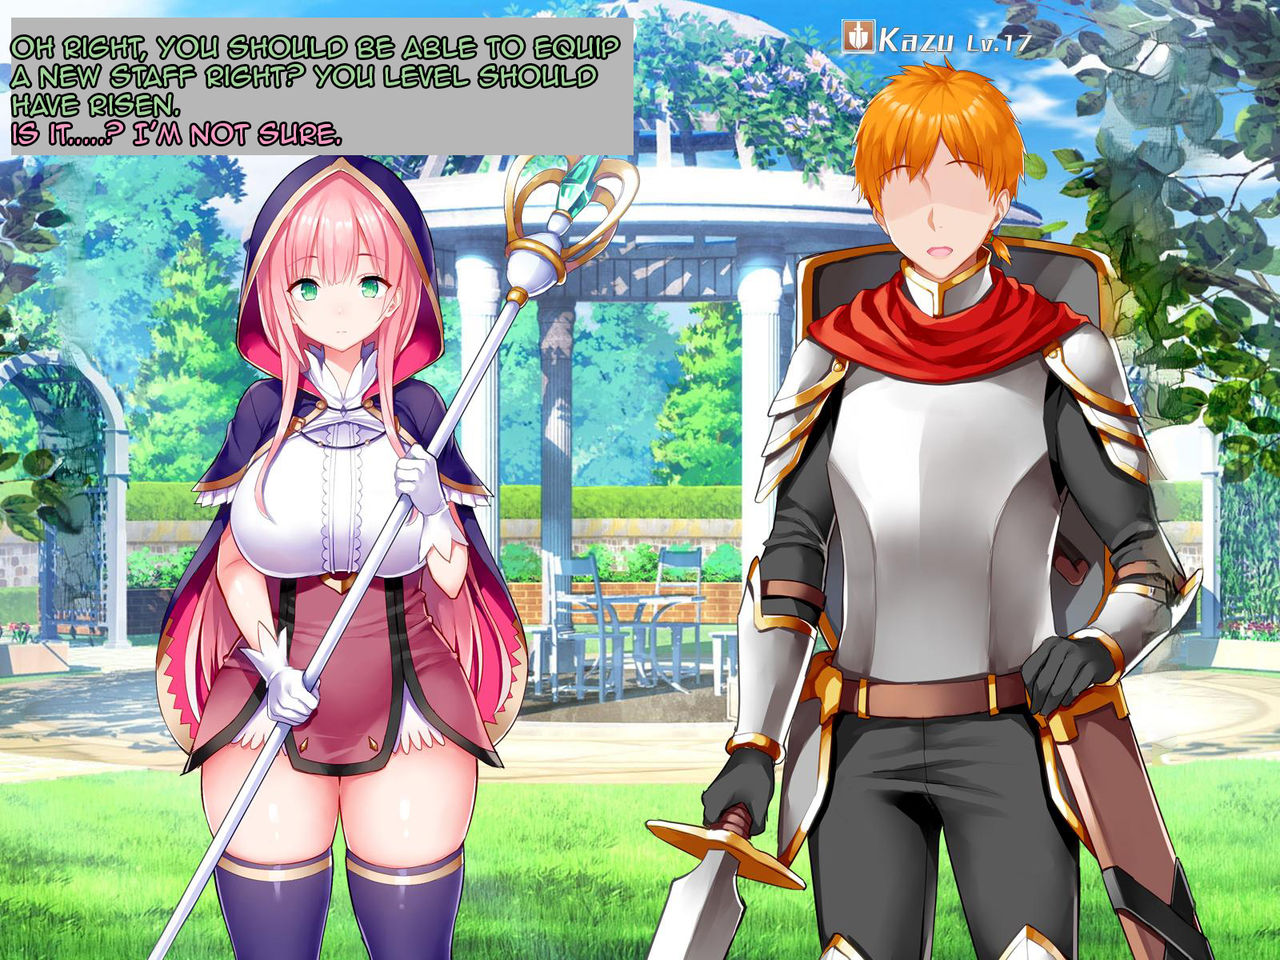 OH RIGHT, YOU SHOULD BE ABLE TO EQUIP
A NEW STAFF RIGHT? YOU LEVEL SHOULD
HAVE RISEN.
IS IT.....? I'M NOT SURE.
Kazu Lv.17